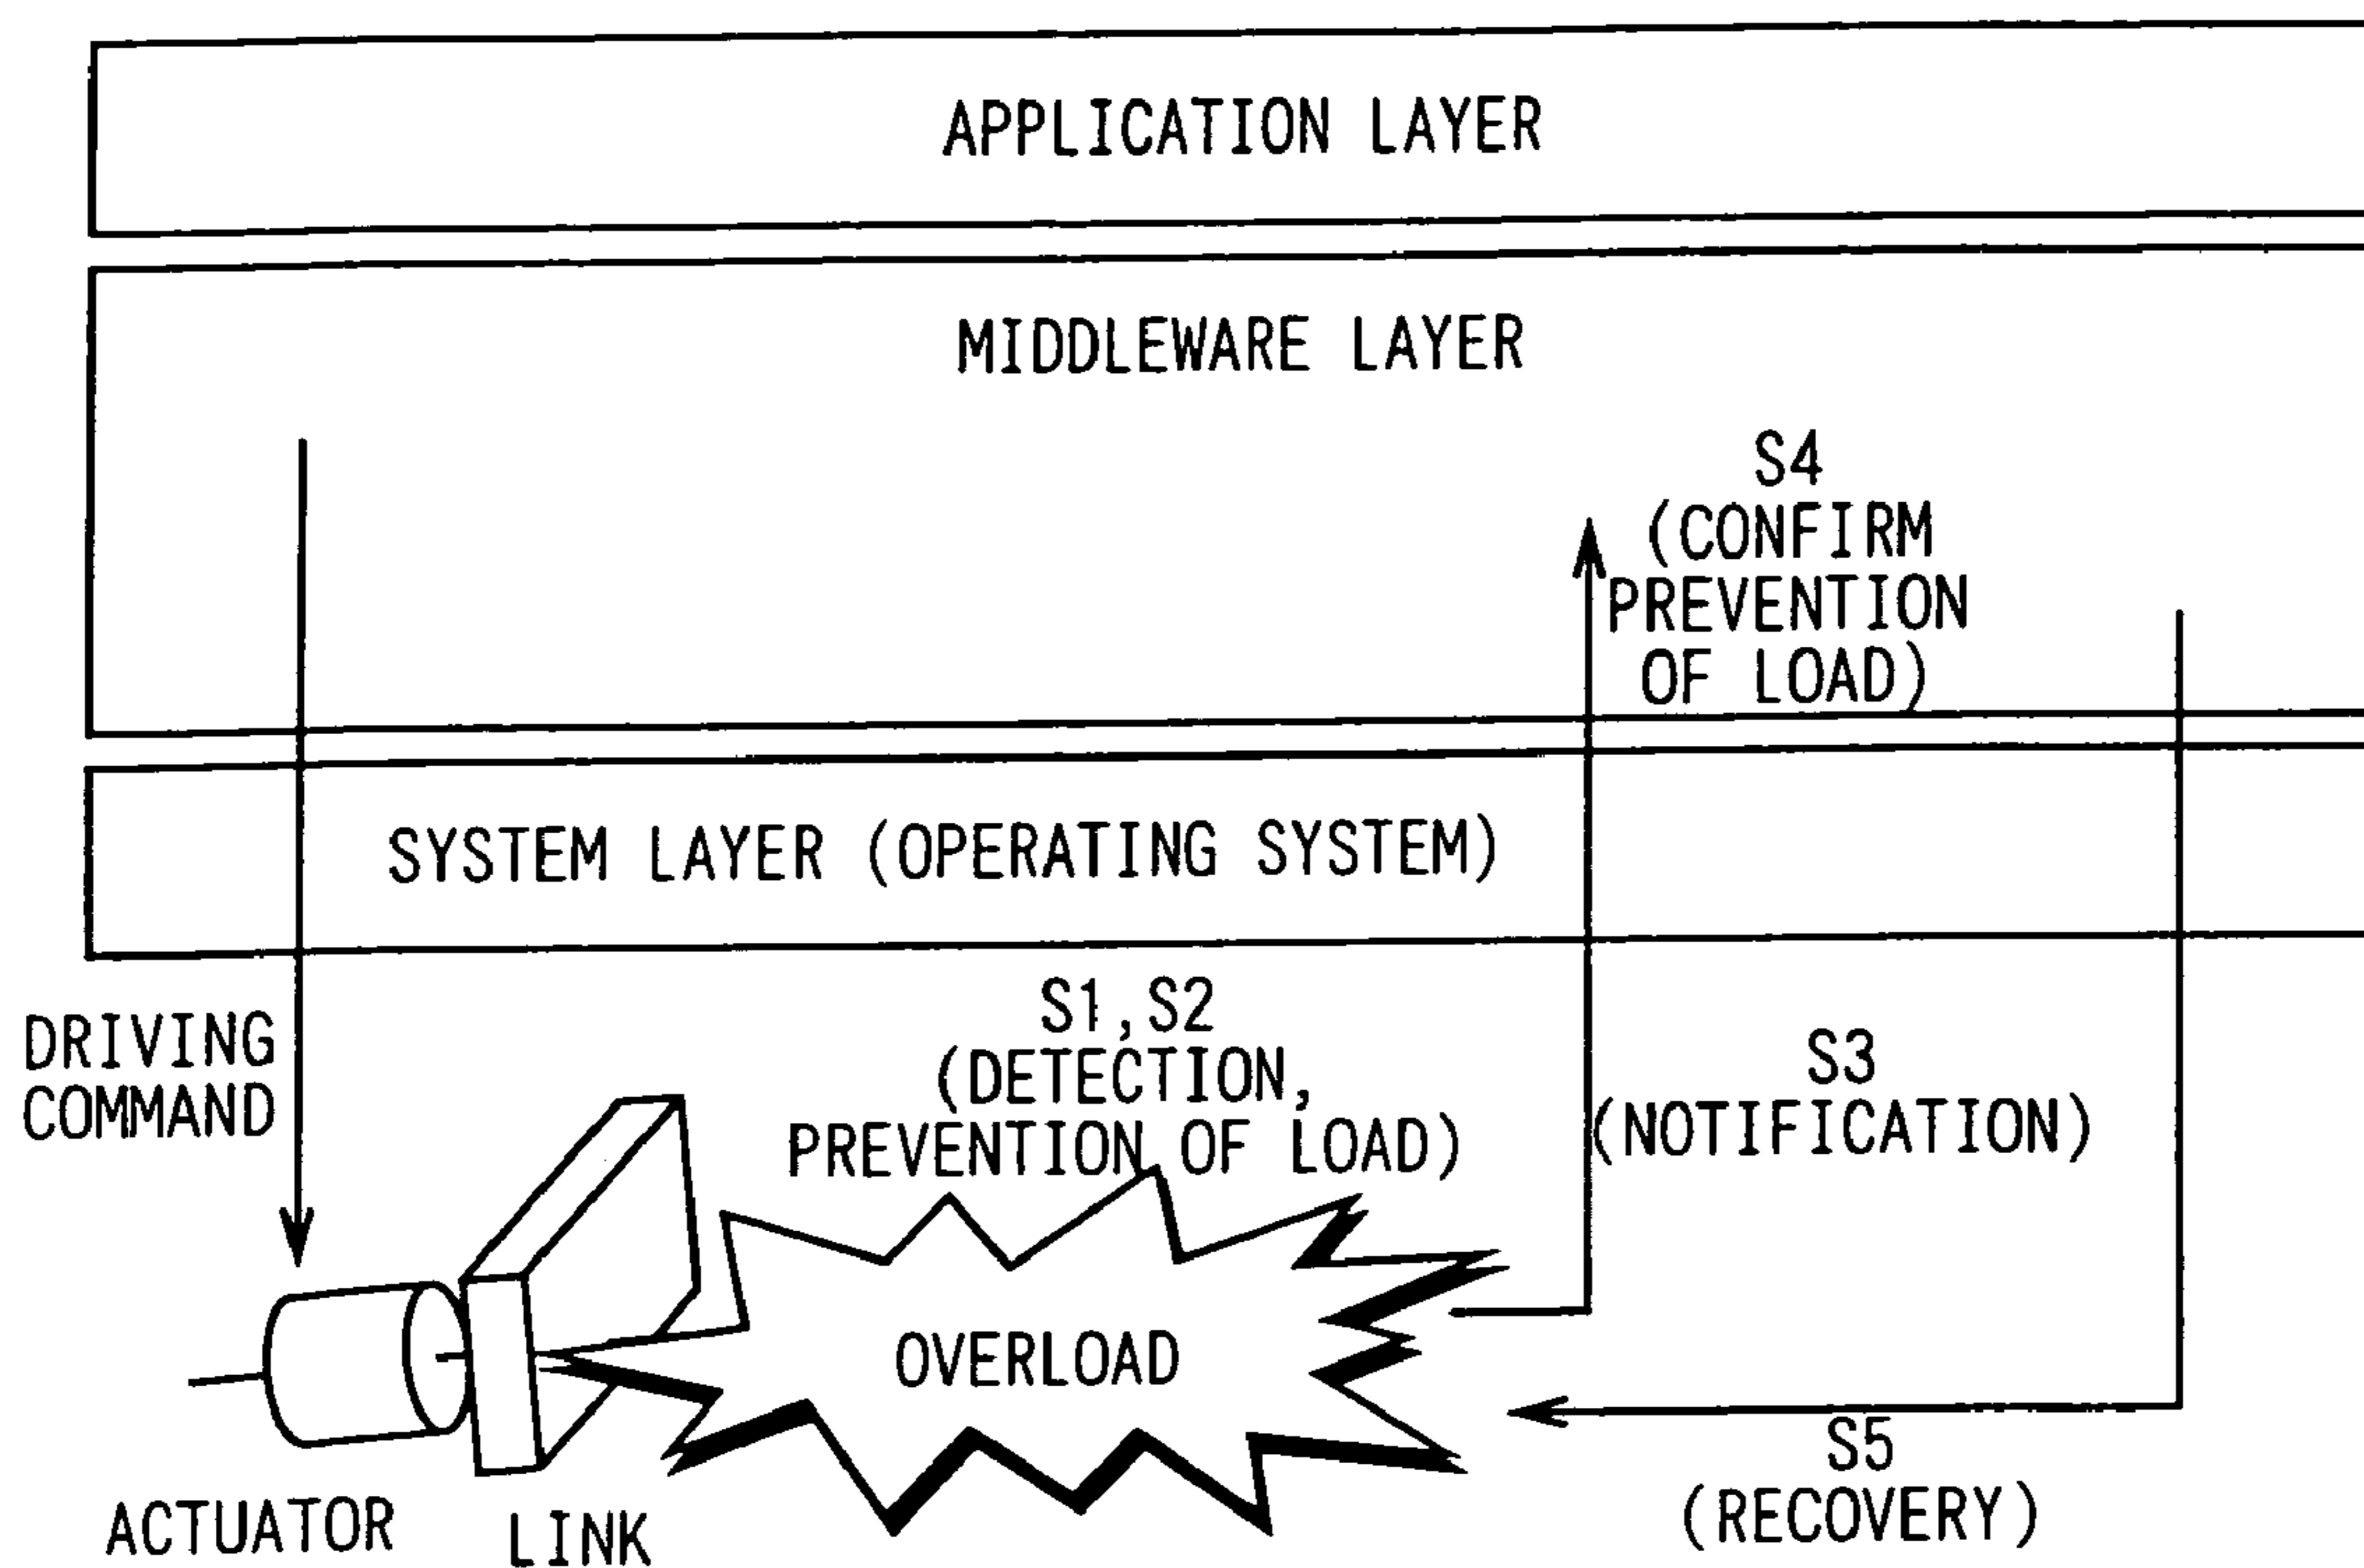 APPLICATION LAYER
MIDDLEWARE LAYER
S4
(CONFIRM
PREVENTION
OF LOAD)
SYSTEM LAYER (OPERATING SYSTEM)
DRIVING
COMMAND
S1,S2
(DETECTION,
PREVENTION OF LOAD)
S3
(NOTIFICATION)
OVERLOAD
S5
(RECOVERY)
ACTUATOR
LINK